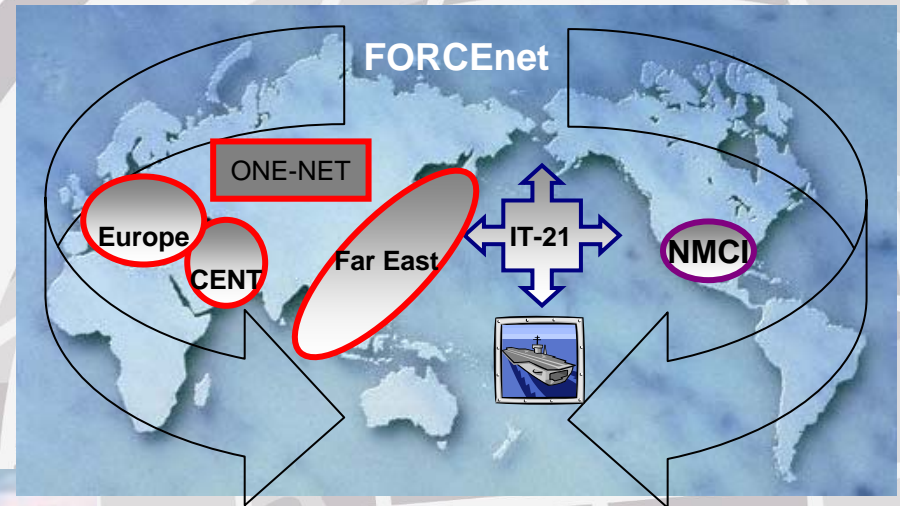 FORCEnet
ONE-NET
Europe
CENT
Far East
IT-21
NMCI